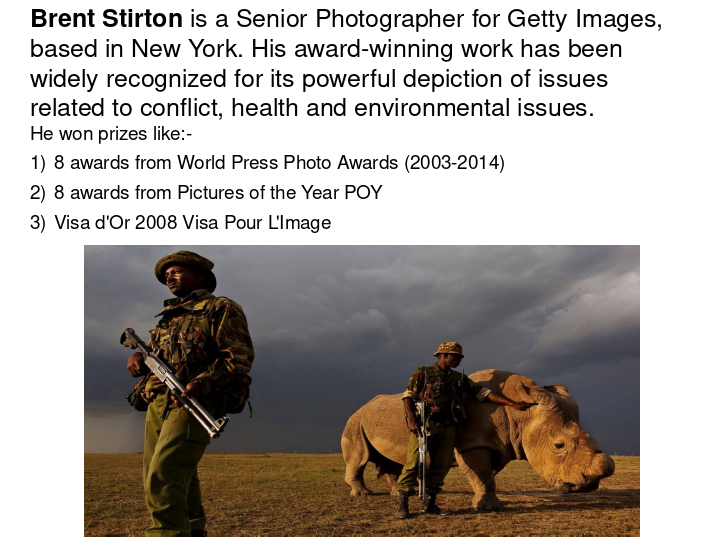 Brent Stirton is a Senior Photographer for Getty Images,
based in New York. His award-winning work has been
widely recognized for its powerful depiction of issues
related to conflict, health and environmental issues.
He won prizes like:-
1) 8 awards from World Press Photo Awards (2003-2014)
2) 8 awards from Pictures of the Year POY
3) Visa d'Or 2008 Visa Pour L'Image